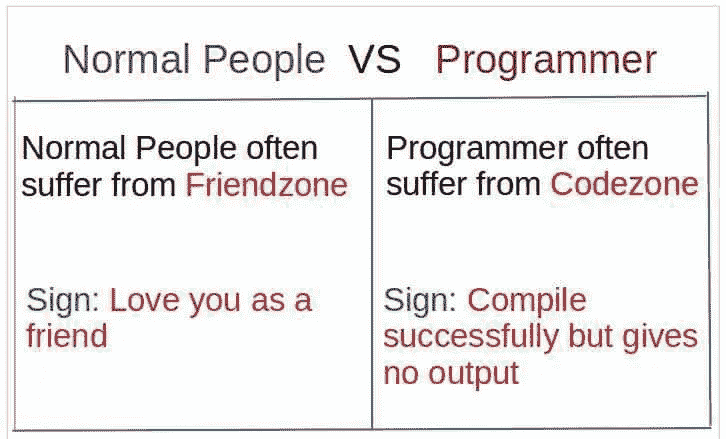 Normal People VS Programmer
Normal People often
suffer from Friendzone
Sign: Love you as a
friend
Programmer often
suffer from Codezone
Sign: Compile
successfully but gives
no output